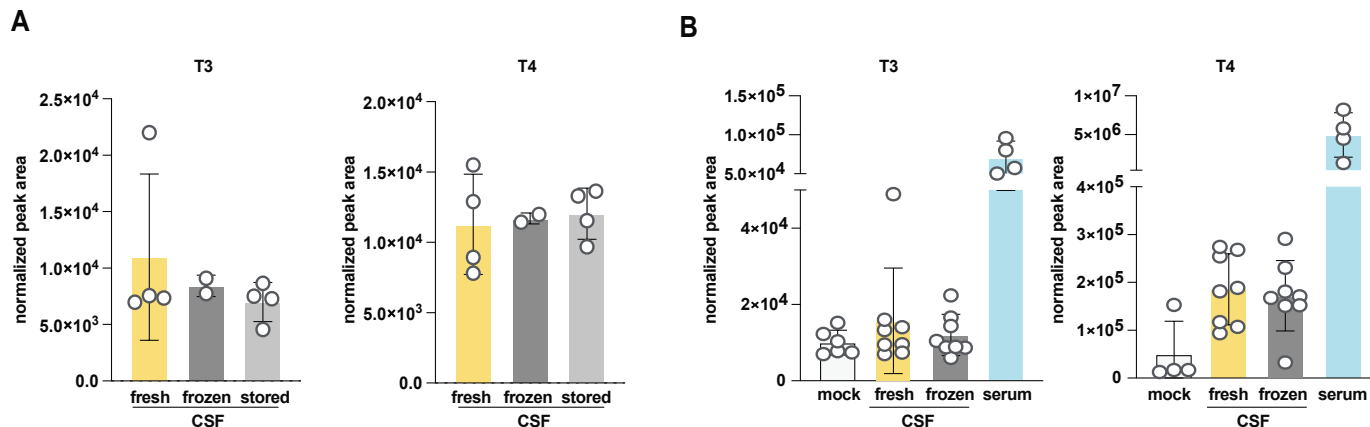 A
T3
normalized peak area
2.5×10⁴
2.0×10⁴
1.5×10⁴
1.0×10⁴
5.0×10³
0.0
fresh frozen stored
CSF
T4
normalized peak area
2.0×10⁴
1.5×10⁴
1.0×10⁴
5.0×10³
0.0
fresh frozen stored
CSF
B
T3
normalized peak area
1.5×10⁵
1.0×10⁵
5.0×10⁴
4×10⁴
2×10⁴
0
mock fresh frozen serum
CSF
T4
normalized peak area
1×10⁷
5×10⁶
4×10⁵
3×10⁵
2×10⁵
1×10⁵
0
mock fresh frozen serum
CSF